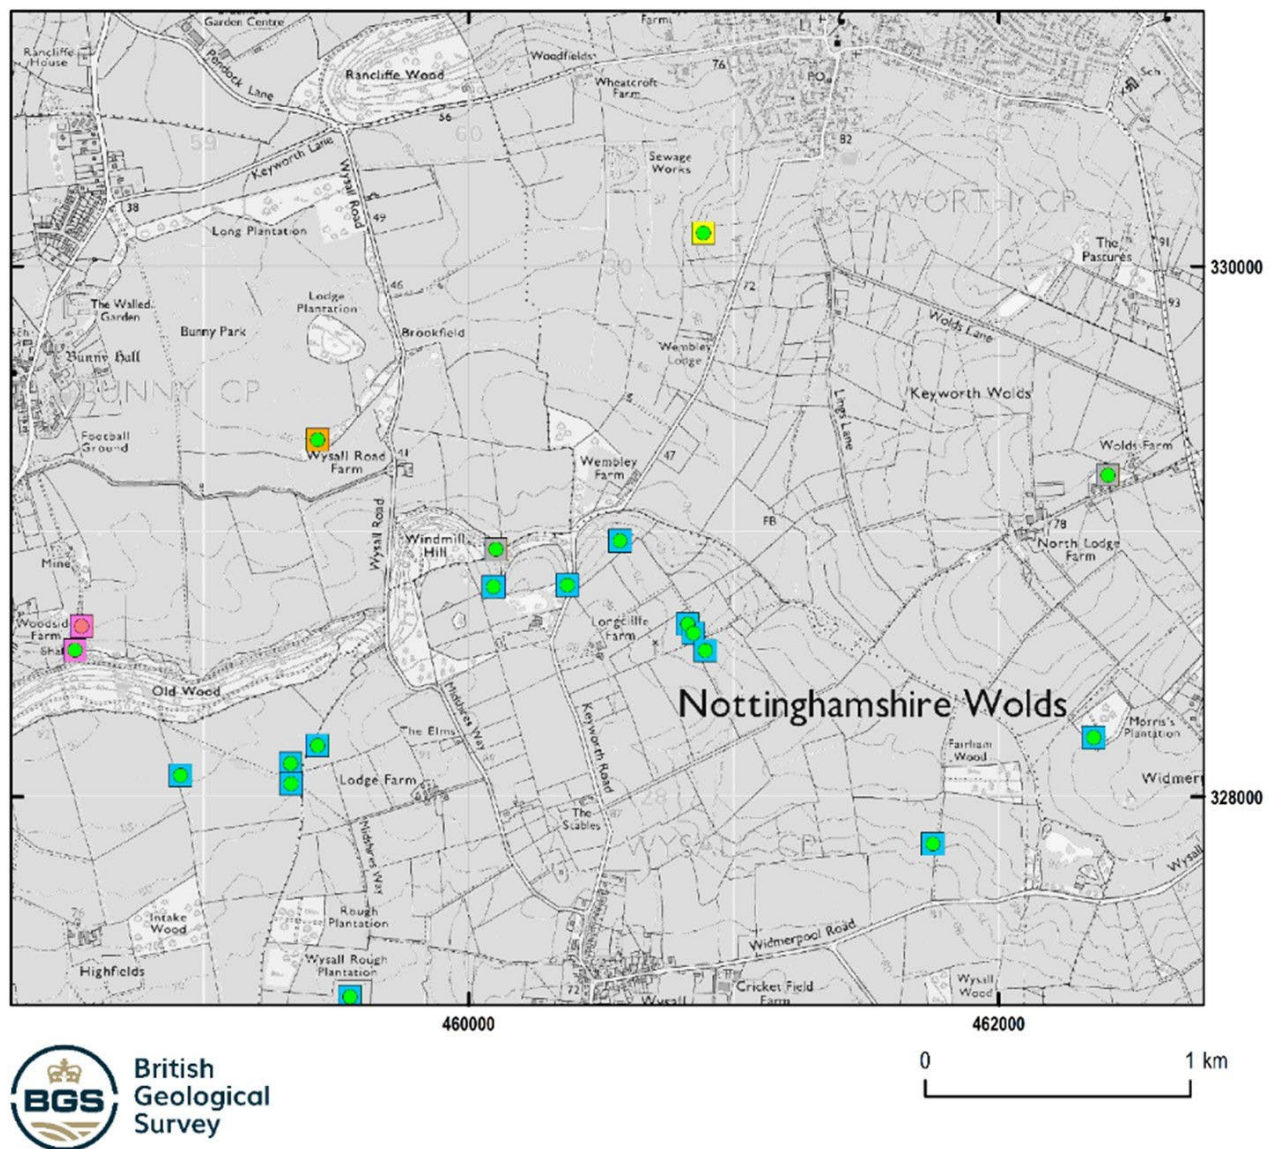 Garden Centre
Farm
Rancliffe
House
Pendock Lane
Rancliffe Wood
Woodfields
76
Wheatcroft
Farm
PO
Sch
56
59
60
61
62
82
Keyworth Lane
Wysall Road
Sewage
Works
57
KEYWORTH CP
38
49
Long Plantation
The
Pastures
91
30
330000
46
72
93
The Walled
Garden
Lodge
Plantation
Bunny Park
Brookfield
Wolds Lane
Bunny Hall
Wembley
Lodge
BUNNY CP
Keyworth Wolds
Lings Lane
Football
Ground
Wysall Road
Farm
41
Wembley
Farm
47
Wolds Farm
Wysall Road
FB
78
Windmill
Hill
North Lodge
Farm
Mine
Woodsid
Farm
Sha
Longcliffe
Farm
Old Wood
Nottinghamshire Wolds
Midshires Way
Keyworth Road
The Elms
Morris's
Plantation
Fairham
Wood
Lodge Farm
Widmer
28
328000
The
Stables
WYSALL CP
Midshires Way
Wysall
Intake
Wood
Rough
Plantation
Widmerpool Road
Highfields
Wysall Rough
Plantation
72
Wysall
Cricket Field
Farm
Wysall
Wood
460000
462000
0
1 km
BGS
British
Geological
Survey